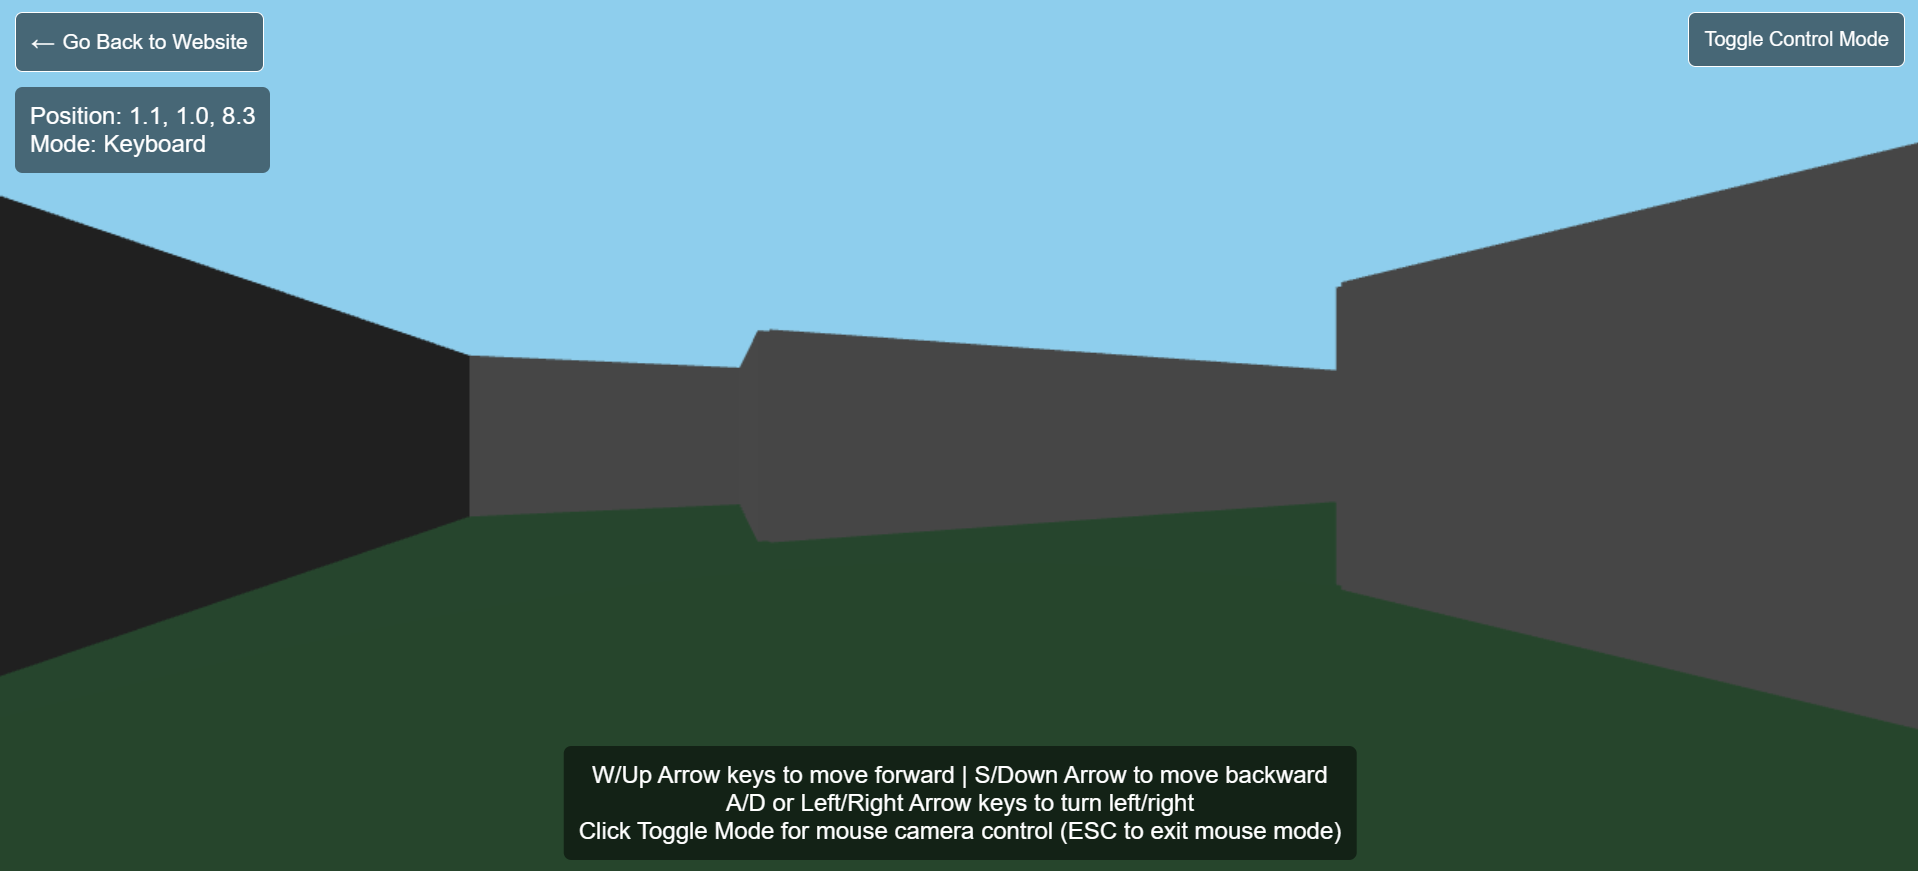 ← Go Back to Website
Toggle Control Mode
Position: 1.1, 1.0, 8.3
Mode: Keyboard
W/Up Arrow keys to move forward | S/Down Arrow to move backward
A/D or Left/Right Arrow keys to turn left/right
Click Toggle Mode for mouse camera control (ESC to exit mouse mode)